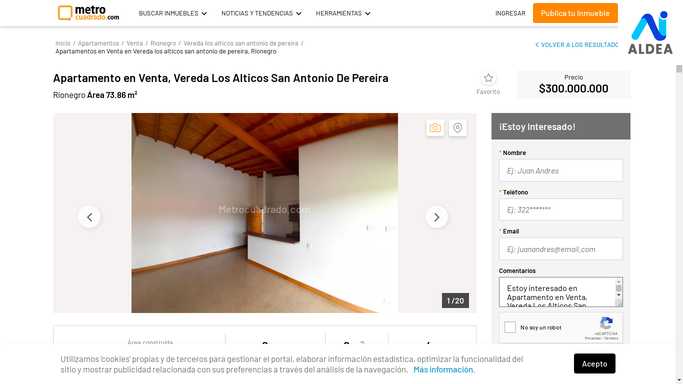 metro
cuadrado.com
BUSCAR INMUEBLES
NOTICIAS Y TENDENCIAS
HERRAMIENTAS
INGRESAR
Publica tu Inmueble
ALDEA
Inicio / Apartamentos / Venta / Rionegro / Vereda los alticos san antonio de pereira /
Apartamentos en Venta en Vereda los alticos san antonio de pereira, Rionegro
VOLVER A LOS RESULTADO
Apartamento en Venta, Vereda Los Alticos San Antonio De Pereira
Rionegro Area 73.86 m²
Favorito
Precio
$300.000.000
Metrocuadrado.com
1 / 20
¡Estoy Interesado!
* Nombre
Ej: Juan Andres
* Teléfono
Ej: 322*******
* Email
Ej: juanandres@email.com
Comentarios
Estoy interesado en
Apartamento en Venta,
Vereda Los Alticos San
No soy un robot
reCAPTCHA
Privacidad - Términos
Área construida
Utilizamos 'cookies' propias y de terceros para gestionar el portal, elaborar información estadística, optimizar la funcionalidad del
sitio y mostrar publicidad relacionada con sus preferencias a través del análisis de la navegación. Más información.
Acepto